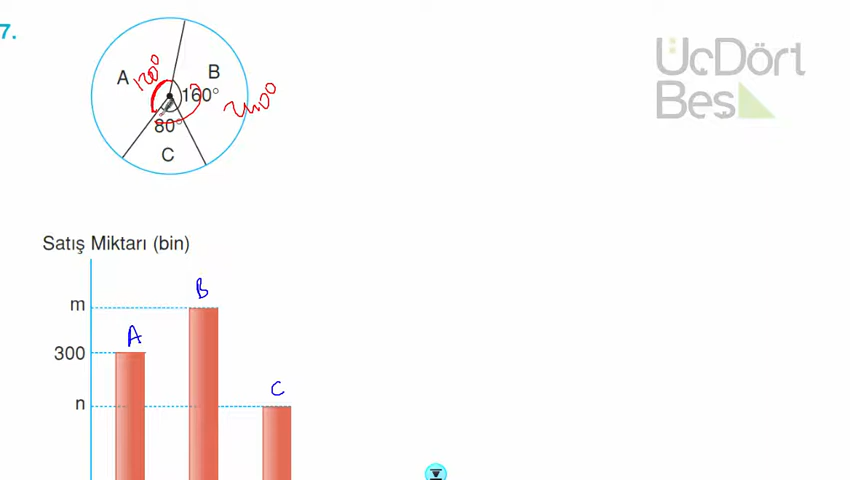 7.
A
120°
B
160°
240°
80°
C
ÜçDört
Beş
Satış Miktarı (bin)
m
B
A
300
C
n